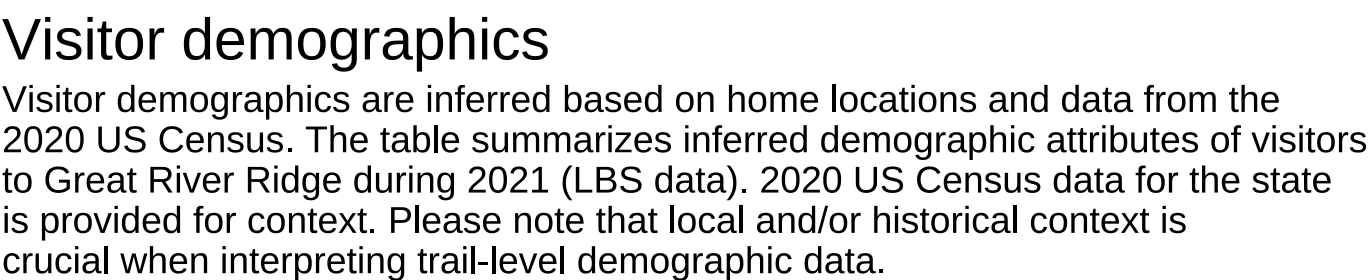 Visitor demographics
Visitor demographics are inferred based on home locations and data from the
2020 US Census. The table summarizes inferred demographic attributes of visitors
to Great River Ridge during 2021 (LBS data). 2020 US Census data for the state
is provided for context. Please note that local and/or historical context is
crucial when interpreting trail-level demographic data.